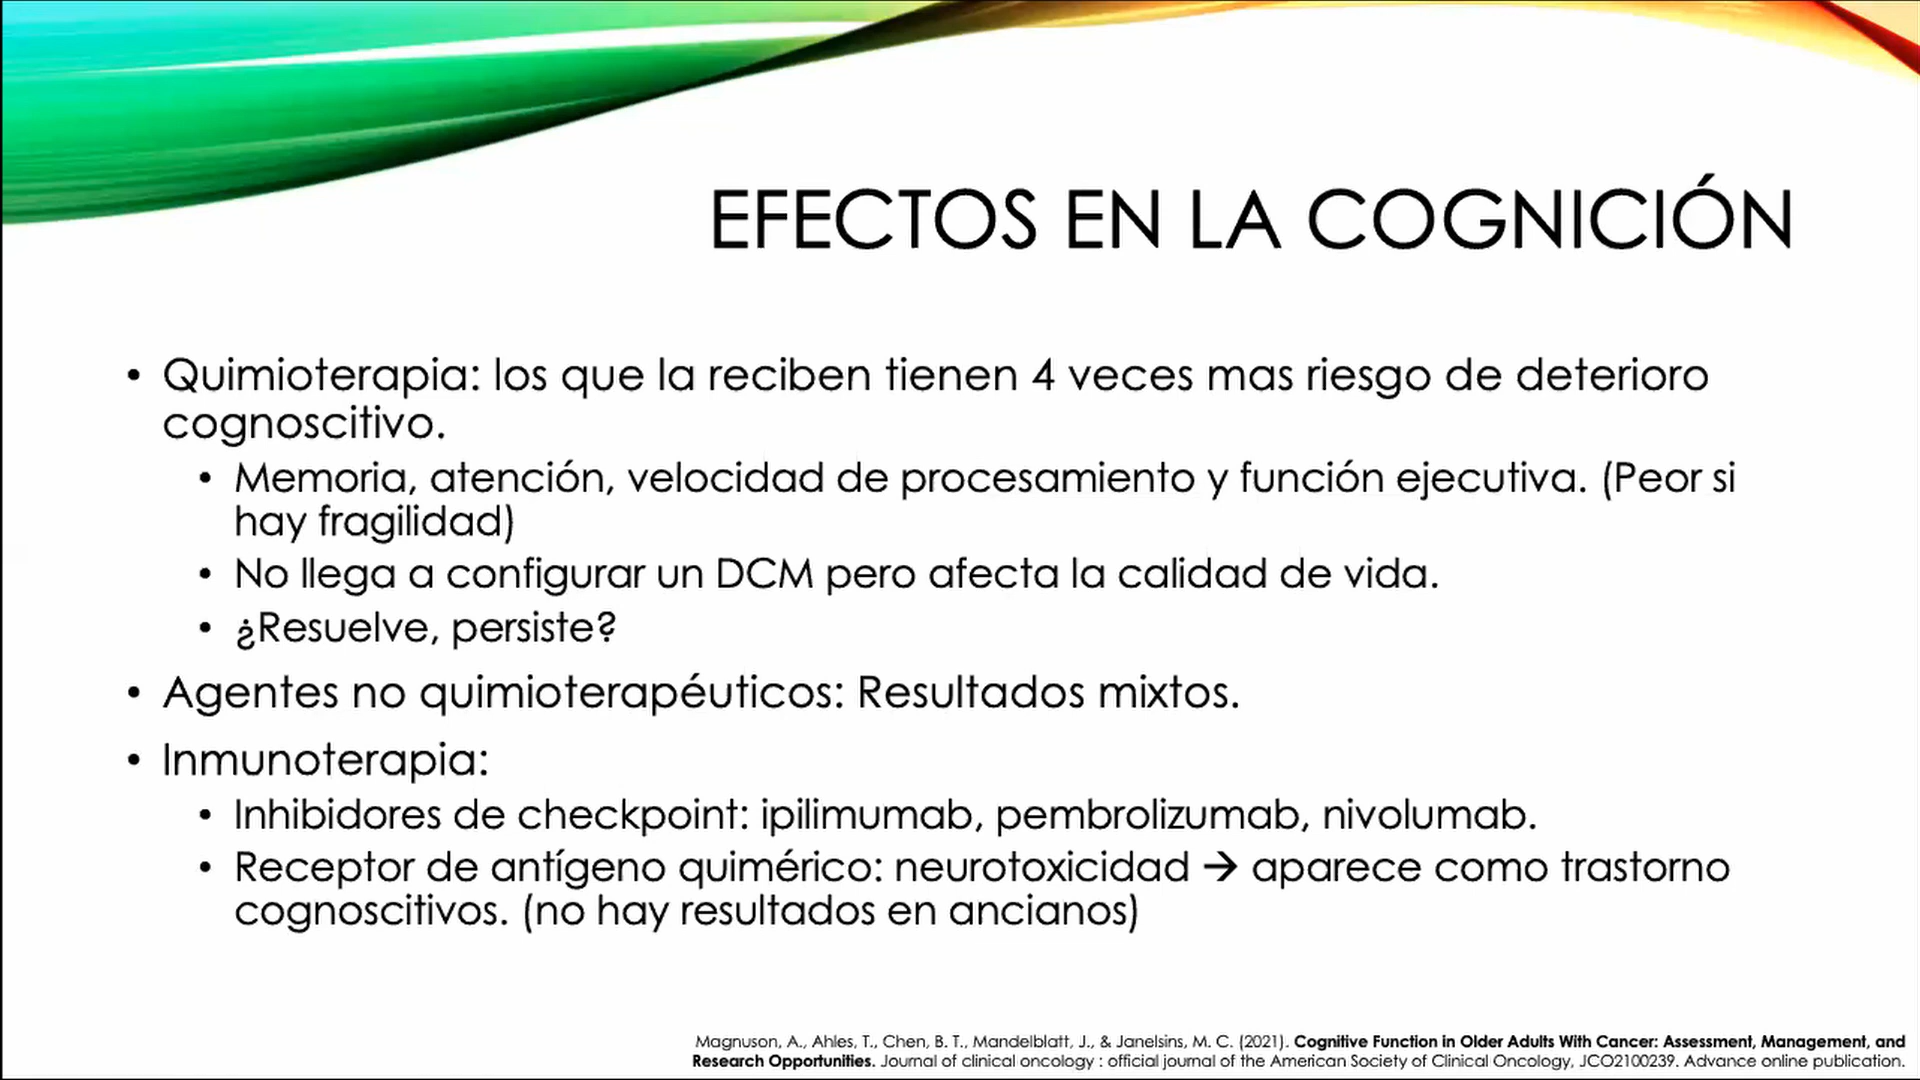 EFECTOS EN LA COGNICIÓN
• Quimioterapia: los que la reciben tienen 4 veces mas riesgo de deterioro
cognoscitivo.
• Memoria, atención, velocidad de procesamiento y función ejecutiva. (Peor si
hay fragilidad)
• No llega a configurar un DCM pero afecta la calidad de vida.
• ¿Resuelve, persiste?
• Agentes no quimioterapéuticos: Resultados mixtos.
• Inmunoterapia:
• Inhibidores de checkpoint: ipilimumab, pembrolizumab, nivolumab.
• Receptor de antígeno quimérico: neurotoxicidad → aparece como trastorno
cognoscitivos. (no hay resultados en ancianos)
Magnuson, A., Ahles, T., Chen, B. T., Mandelblatt, J., & Janelsins, M. C. (2021). Cognitive Function in Older Adults With Cancer: Assessment, Management, and
Research Opportunities. Journal of clinical oncology : official journal of the American Society of Clinical Oncology, JCO2100239. Advance online publication.